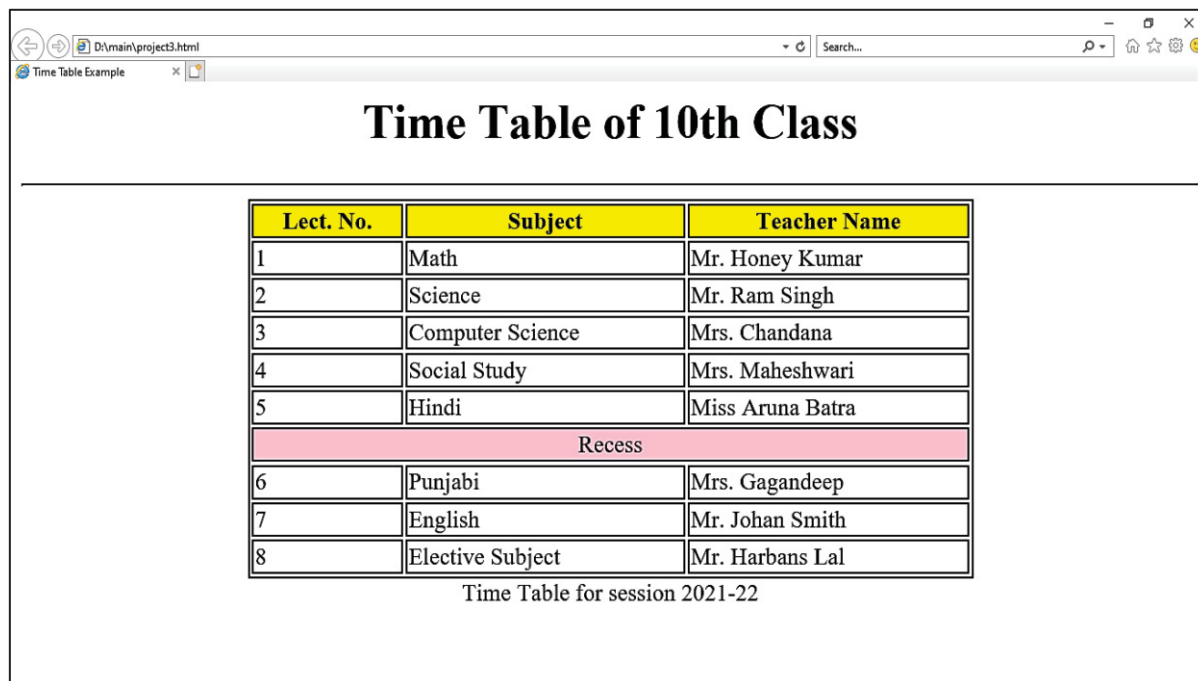 D:\main\project3.html
Search...
Time Table Example
Time Table of 10th Class
Lect. No. Subject Teacher Name
1 Math Mr. Honey Kumar
2 Science Mr. Ram Singh
3 Computer Science Mrs. Chandana
4 Social Study Mrs. Maheshwari
5 Hindi Miss Aruna Batra
Recess
6 Punjabi Mrs. Gagandeep
7 English Mr. Johan Smith
8 Elective Subject Mr. Harbans Lal
Time Table for session 2021-22